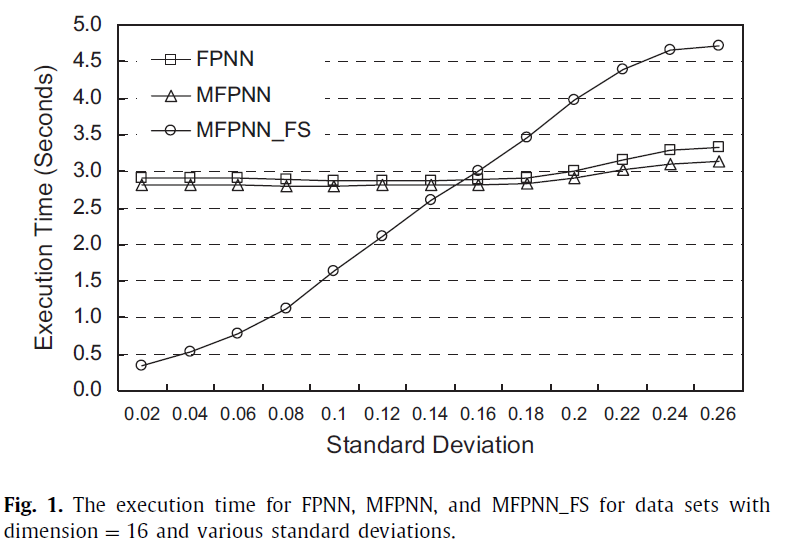 5.0
4.5
4.0
3.5
3.0
2.5
2.0
1.5
1.0
0.5
0.0
Execution Time (Seconds)
FPNN
MFPNN
MFPNN_FS
0.02 0.04 0.06 0.08 0.1 0.12 0.14 0.16 0.18 0.2 0.22 0.24 0.26
Standard Deviation
Fig. 1. The execution time for FPNN, MFPNN, and MFPNN_FS for data sets with
dimension = 16 and various standard deviations.